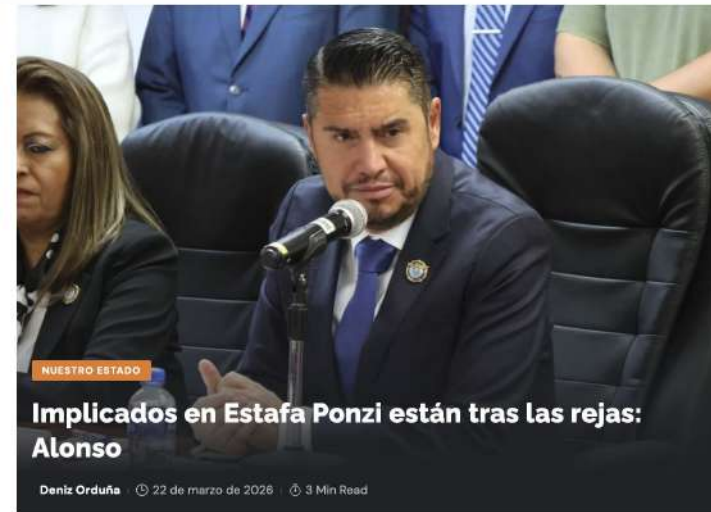 NUESTRO ESTADO
Implicados en Estafa Ponzi están tras las rejas:
Alonso
Deniz Orduña
22 de marzo de 2026
3 Min Read